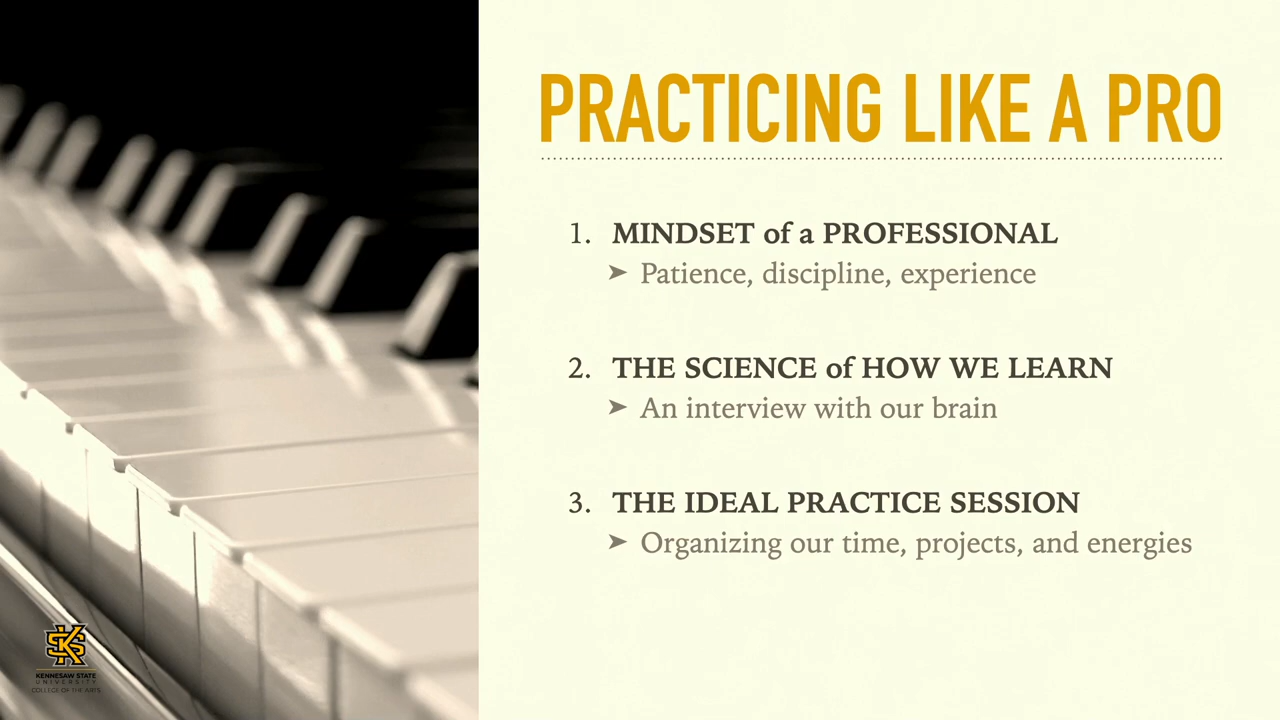 PRACTICING LIKE A PRO
1. MINDSET of a PROFESSIONAL
➤ Patience, discipline, experience
2. THE SCIENCE of HOW WE LEARN
➤ An interview with our brain
3. THE IDEAL PRACTICE SESSION
➤ Organizing our time, projects, and energies
KS
KENNESAW STATE
UNIVERSITY
COLLEGE OF THE ARTS